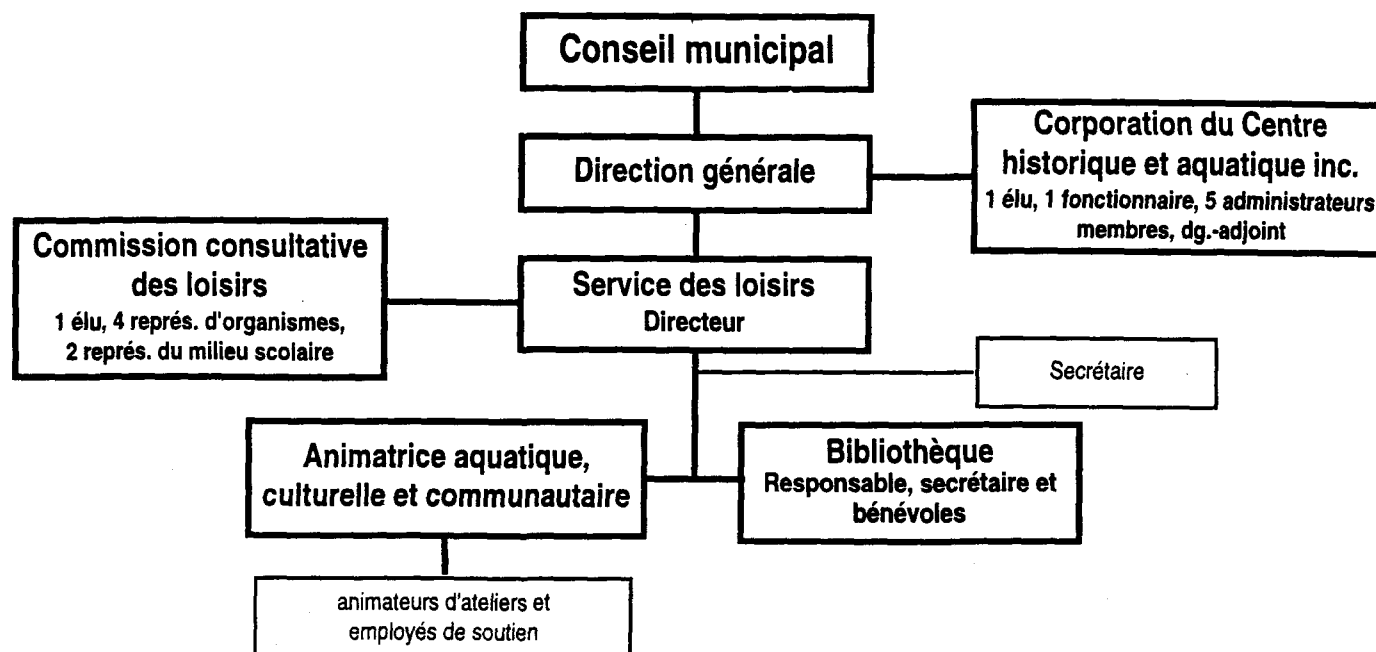 Conseil municipal
Direction générale
Corporation du Centre
historique et aquatique inc.
1 élu, 1 fonctionnaire, 5 administrateurs
membres, dg.-adjoint
Commission consultative
des loisirs
1 élu, 4 représ. d'organismes,
2 représ. du milieu scolaire
Service des loisirs
Directeur
Secrétaire
Animatrice aquatique,
culturelle et communautaire
Bibliothèque
Responsable, secrétaire et
bénévoles
animateurs d'ateliers et
employés de soutien